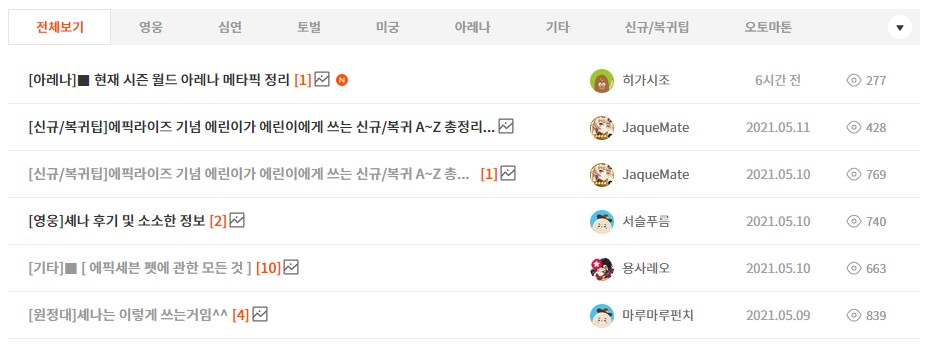 전체보기 영웅 심연 토벌 미궁 아레나 기타 신규/복귀팁 오토마톤
[아레나]■ 현재 시즌 월드 아레나 메타픽 정리 [1] N 히가시조 6시간 전 277
[신규/복귀팁]에픽라이즈 기념 에린이가 에린이에게 쓰는 신규/복귀 A~Z 총정리... JaqueMate 2021.05.11 428
[신규/복귀팁]에픽라이즈 기념 에린이가 에린이에게 쓰는 신규/복귀 A~Z 총... [1] JaqueMate 2021.05.10 769
[영웅]셰나 후기 및 소소한 정보 [2] 서슬푸름 2021.05.10 740
[기타]■ [ 에픽세븐 펫에 관한 모든 것 ] [10] 용사레오 2021.05.10 663
[원정대]셰나는 이렇게 쓰는거임^^ [4] 마루마루펀치 2021.05.09 839